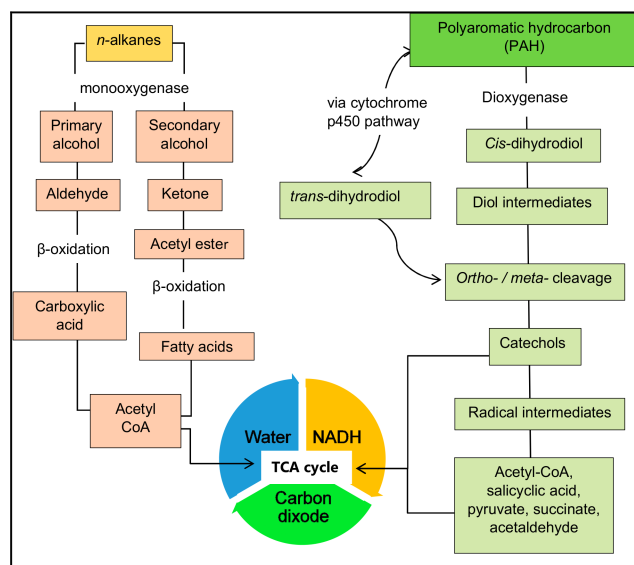 n-alkanes
monooxygenase
Primary
alcohol
Secondary
alcohol
Aldehyde
Ketone
β-oxidation
Acetyl ester
β-oxidation
Carboxylic
acid
Fatty acids
Acetyl
CoA
Polyaromatic hydrocarbon
(PAH)
via cytochrome
p450 pathway
Dioxygenase
Cis-dihydrodiol
trans-dihydrodiol
Diol intermediates
Ortho- / meta- cleavage
Catechols
Radical intermediates
Acetyl-CoA,
salicyclic acid,
pyruvate, succinate,
acetaldehyde
Water
NADH
TCA cycle
Carbon
dixode